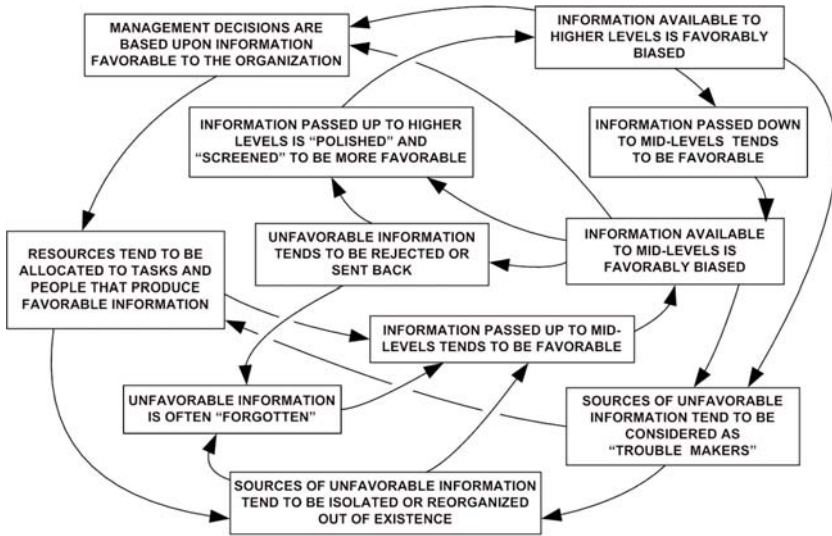 MANAGEMENT DECISIONS ARE
BASED UPON INFORMATION
FAVORABLE TO THE ORGANIZATION
INFORMATION AVAILABLE TO
HIGHER LEVELS IS FAVORABLY
BIASED
INFORMATION PASSED UP TO HIGHER
LEVELS IS “POLISHED” AND
“SCREENED” TO BE MORE FAVORABLE
INFORMATION PASSED DOWN
TO MID-LEVELS TENDS
TO BE FAVORABLE
RESOURCES TEND TO BE
ALLOCATED TO TASKS AND
PEOPLE THAT PRODUCE
FAVORABLE INFORMATION
UNFAVORABLE INFORMATION
TENDS TO BE REJECTED OR
SENT BACK
INFORMATION AVAILABLE
TO MID-LEVELS IS
FAVORABLY BIASED
INFORMATION PASSED UP TO MID-
LEVELS TENDS TO BE FAVORABLE
UNFAVORABLE INFORMATION
IS OFTEN “FORGOTTEN”
SOURCES OF UNFAVORABLE
INFORMATION TEND TO BE
CONSIDERED AS
“TROUBLE MAKERS”
SOURCES OF UNFAVORABLE INFORMATION
TEND TO BE ISOLATED OR REORGANIZED
OUT OF EXISTENCE